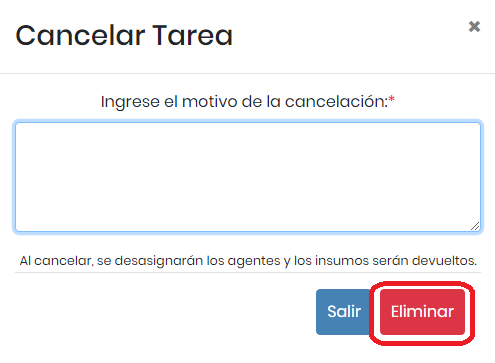 Cancelar Tarea ×
Ingrese el motivo de la cancelación:*
Al cancelar, se desasignarán los agentes y los insumos serán devueltos.
Salir Eliminar